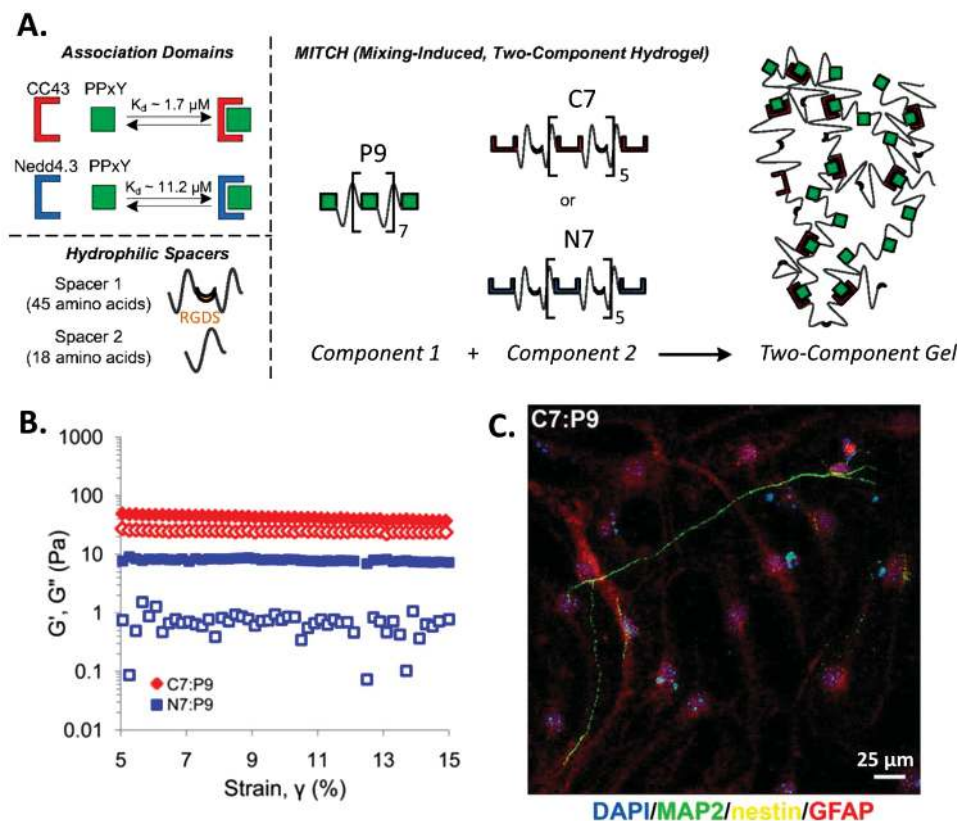 A.
Association Domains
CC43 PPxY
K_d ~ 1.7 μM
Nedd4.3 PPxY
K_d ~ 11.2 μM
Hydrophilic Spacers
Spacer 1
(45 amino acids)
RGDS
Spacer 2
(18 amino acids)
MITCH (Mixing-Induced, Two-Component Hydrogel)
P9
7
C7
5
or
N7
5
Component 1 + Component 2
Two-Component Gel
B.
1000
100
10
1
0.1
0.01
G', G" (Pa)
C7:P9
N7:P9
5 7 9 11 13 15
Strain, γ (%)
C.
C7:P9
25 μm
DAPI/MAP2/nestin/GFAP